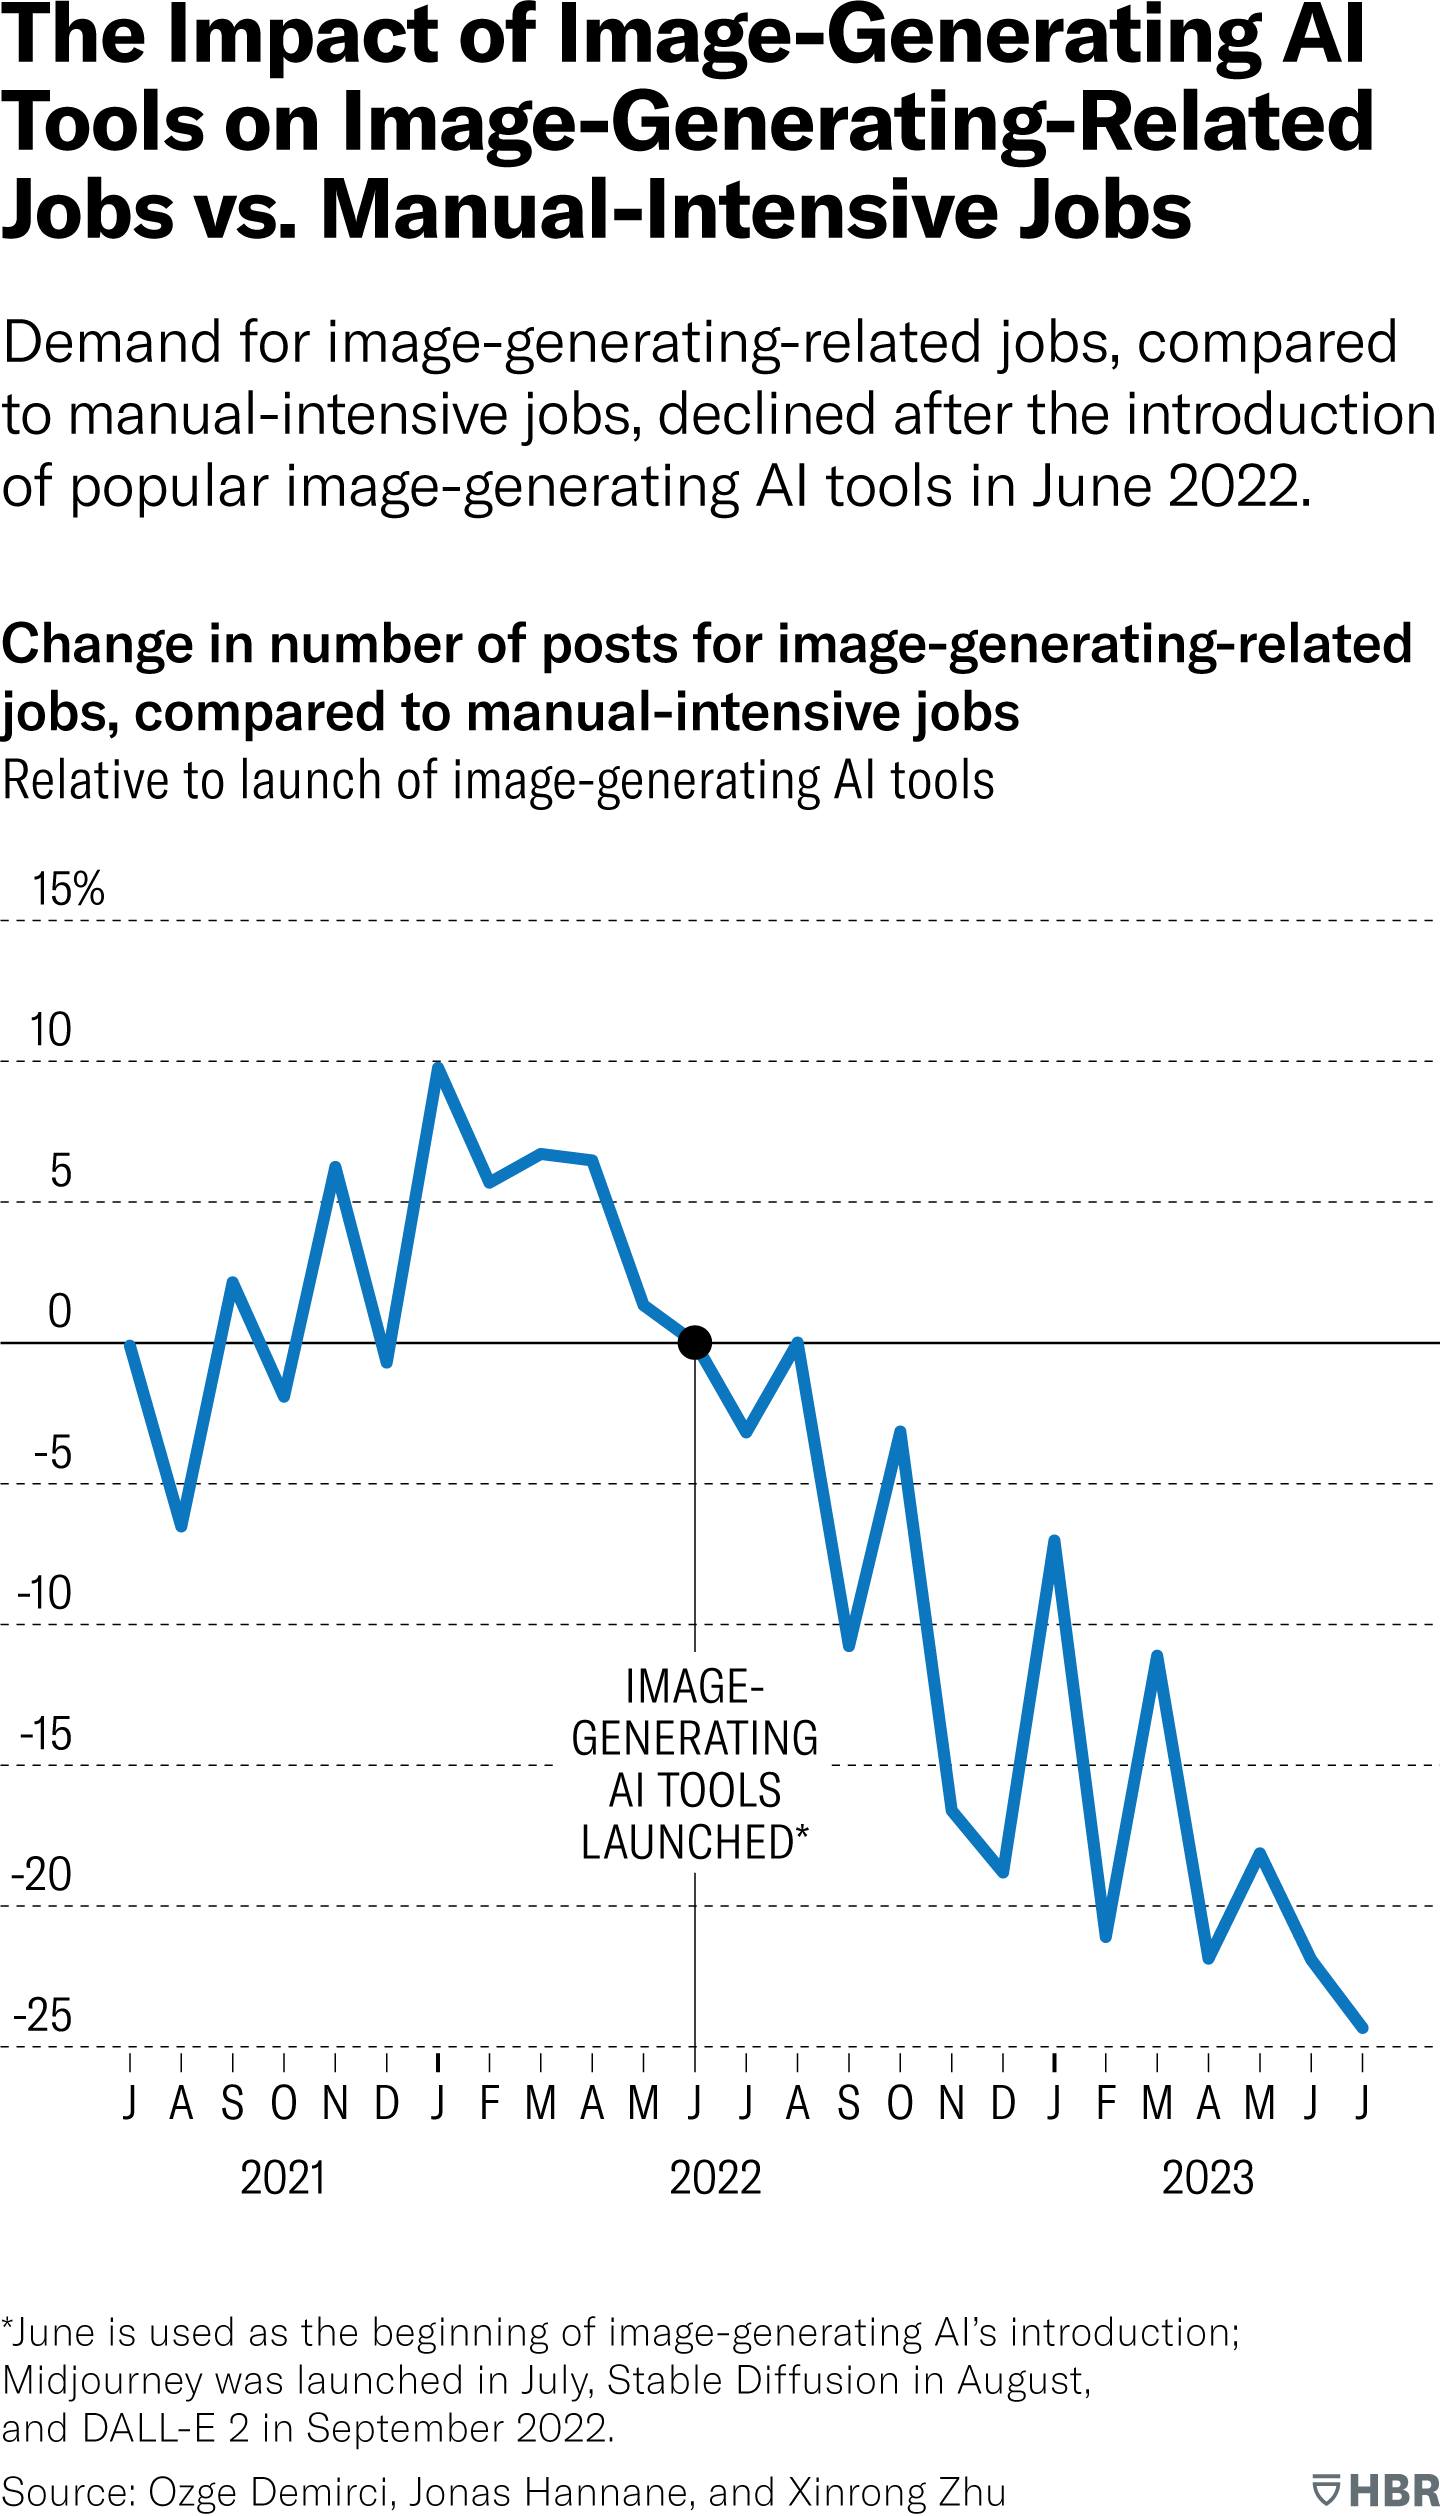 The Impact of Image-Generating AI
Tools on Image-Generating-Related
Jobs vs. Manual-Intensive Jobs
Demand for image-generating-related jobs, compared
to manual-intensive jobs, declined after the introduction
of popular image-generating AI tools in June 2022.
Change in number of posts for image-generating-related
jobs, compared to manual-intensive jobs
Relative to launch of image-generating AI tools
15%
10
5
0
-5
-10
IMAGE-
GENERATING
-15
AI TOOLS
LAUNCHED*
-20
-25
J A S O N D J F M A M J J A S O N D J F M A M J J
2021 2022 2023
*June is used as the beginning of image-generating AI’s introduction;
Midjourney was launched in July, Stable Diffusion in August,
and DALL-E 2 in September 2022.
Source: Ozge Demirci, Jonas Hannane, and Xinrong Zhu
HBR